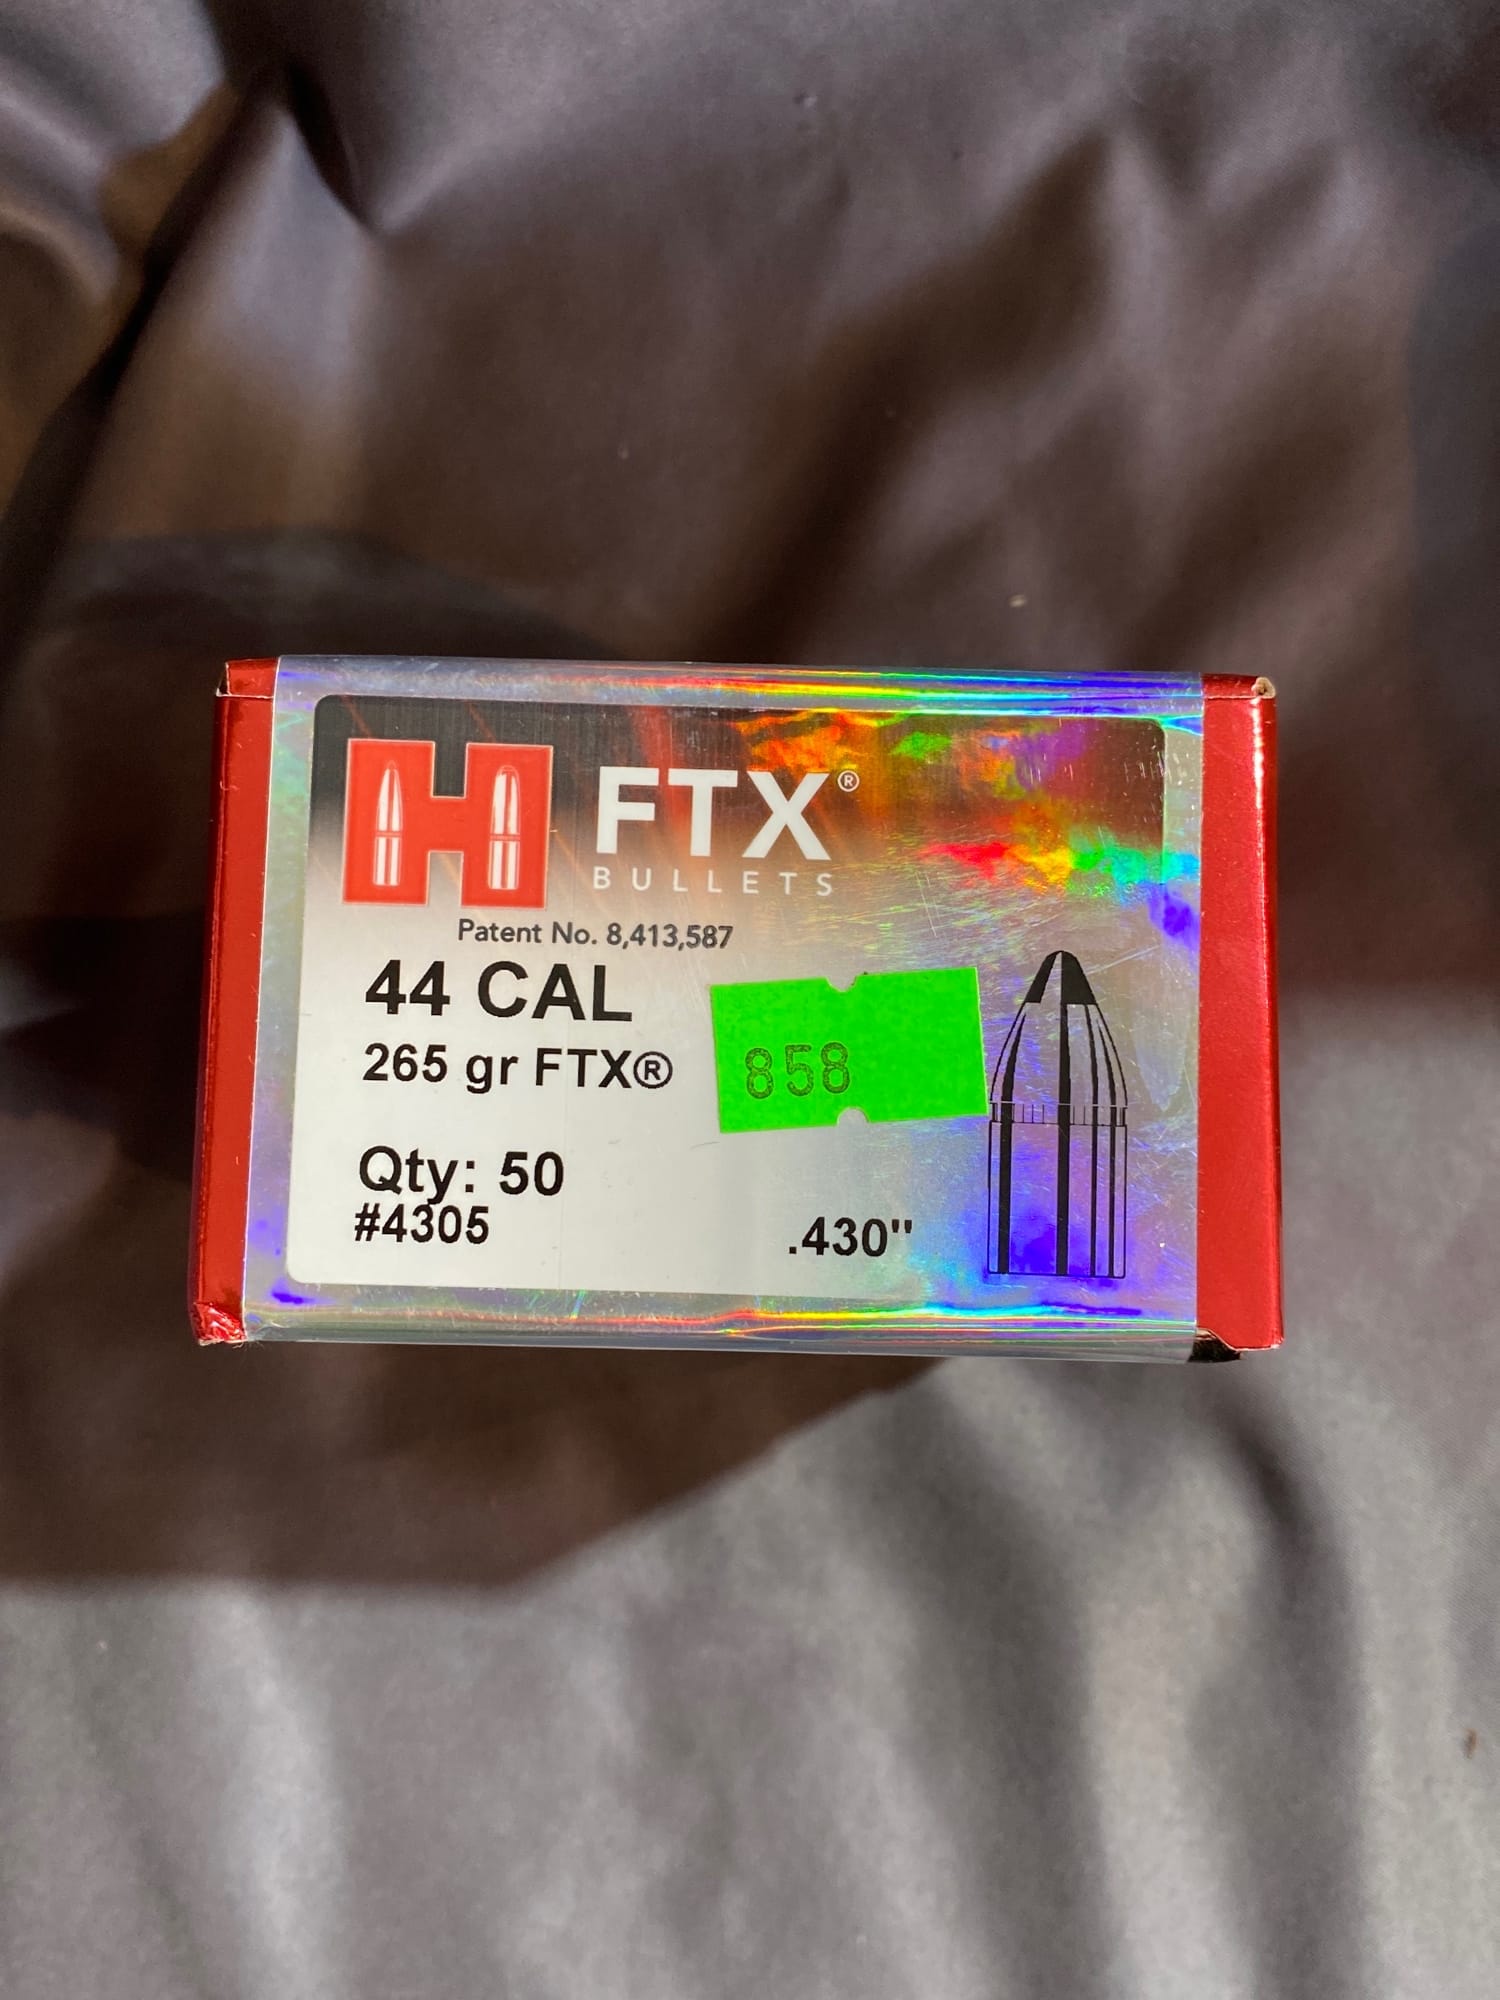 H FTX®
BULLETS
Patent No. 8,413,587
44 CAL
265 gr FTX®
858
Qty: 50
#4305
.430"